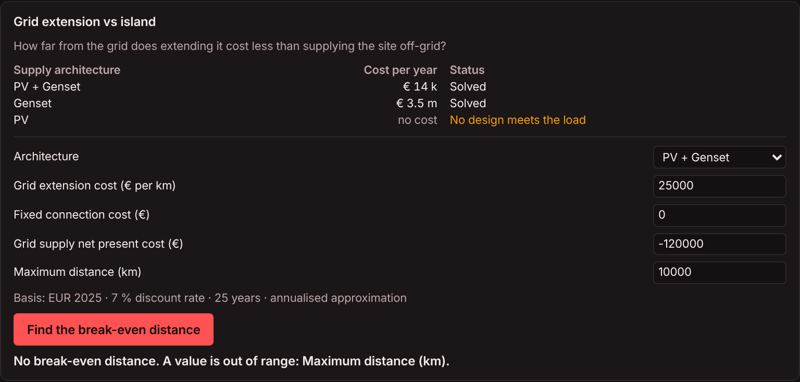 Grid extension vs island
How far from the grid does extending it cost less than supplying the site off-grid?
Supply architecture Cost per year Status
PV + Genset € 14 k Solved
Genset € 3.5 m Solved
PV no cost No design meets the load
Architecture PV + Genset
Grid extension cost (€ per km) 25000
Fixed connection cost (€) 0
Grid supply net present cost (€) -120000
Maximum distance (km) 10000
Basis: EUR 2025 · 7 % discount rate · 25 years · annualised approximation
Find the break-even distance
No break-even distance. A value is out of range: Maximum distance (km).